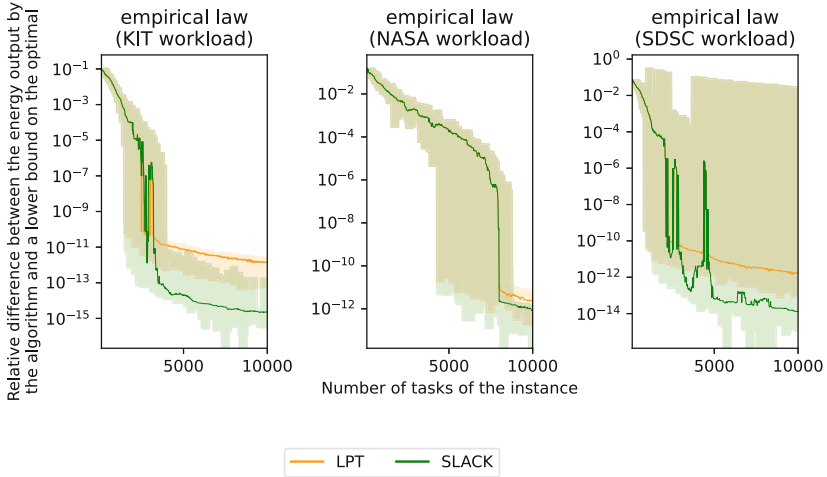 Relative difference between the energy output by
the algorithm and a lower bound on the optimal
empirical law
(KIT workload)
10⁻¹
10⁻³
10⁻⁵
10⁻⁷
10⁻⁹
10⁻¹¹
10⁻¹³
10⁻¹⁵
5000
10000
empirical law
(NASA workload)
10⁻²
10⁻⁴
10⁻⁶
10⁻⁸
10⁻¹⁰
10⁻¹²
5000
10000
empirical law
(SDSC workload)
10⁰
10⁻²
10⁻⁴
10⁻⁶
10⁻⁸
10⁻¹⁰
10⁻¹²
10⁻¹⁴
5000
10000
Number of tasks of the instance
LPT
SLACK